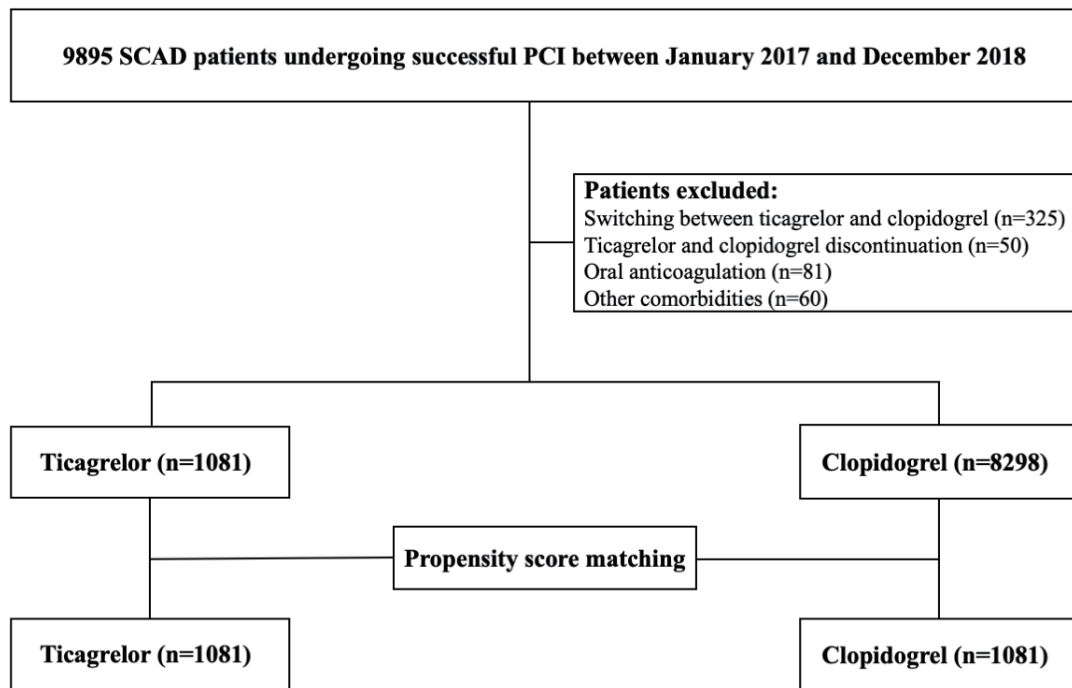 9895 SCAD patients undergoing successful PCI between January 2017 and December 2018
Patients excluded:
Switching between ticagrelor and clopidogrel (n=325)
Ticagrelor and clopidogrel discontinuation (n=50)
Oral anticoagulation (n=81)
Other comorbidities (n=60)
Ticagrelor (n=1081)
Clopidogrel (n=8298)
Propensity score matching
Ticagrelor (n=1081)
Clopidogrel (n=1081)